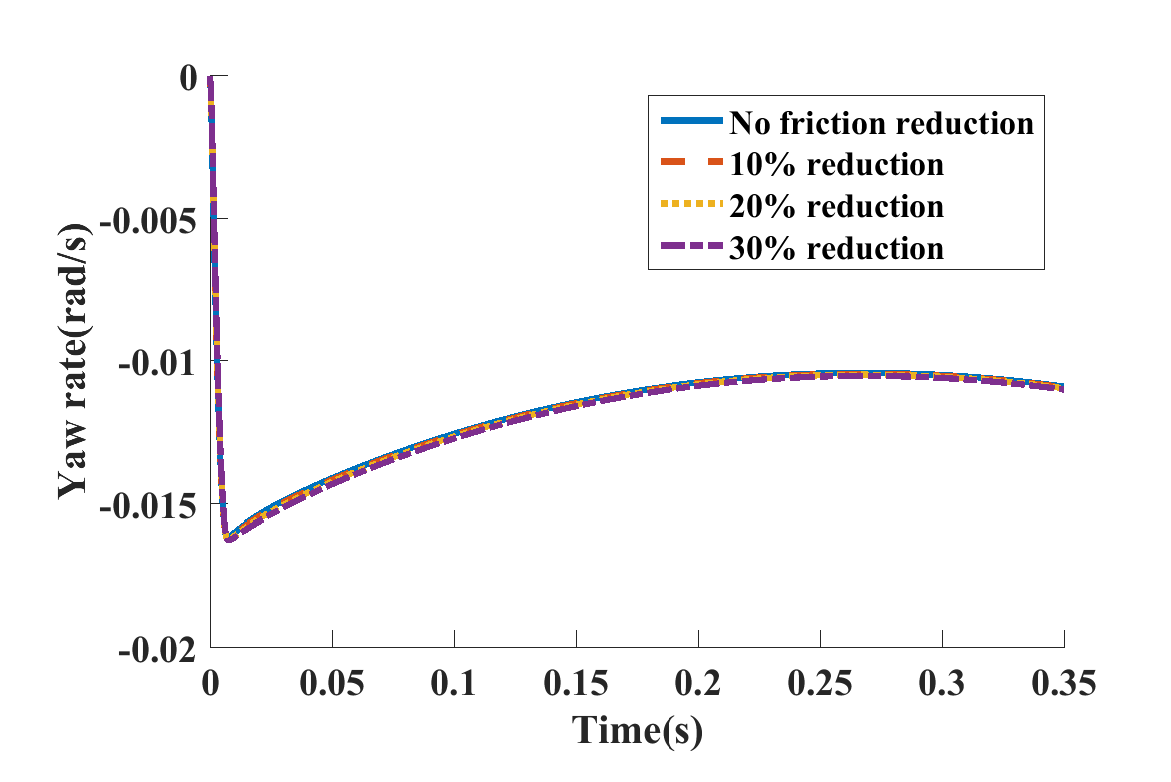 0
No friction reduction
10% reduction
20% reduction
30% reduction
-0.005
-0.01
-0.015
-0.02
Yaw rate(rad/s)
0 0.05 0.1 0.15 0.2 0.25 0.3 0.35
Time(s)